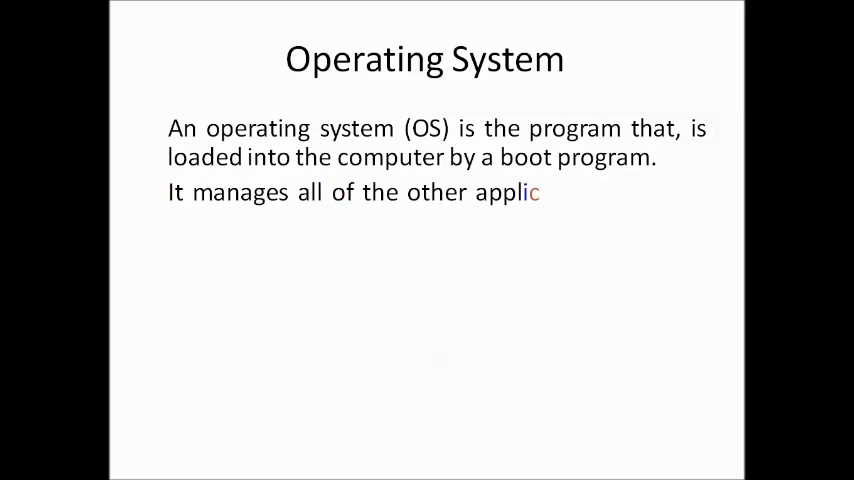 Operating System
An operating system (OS) is the program that, is
loaded into the computer by a boot program.
It manages all of the other applic